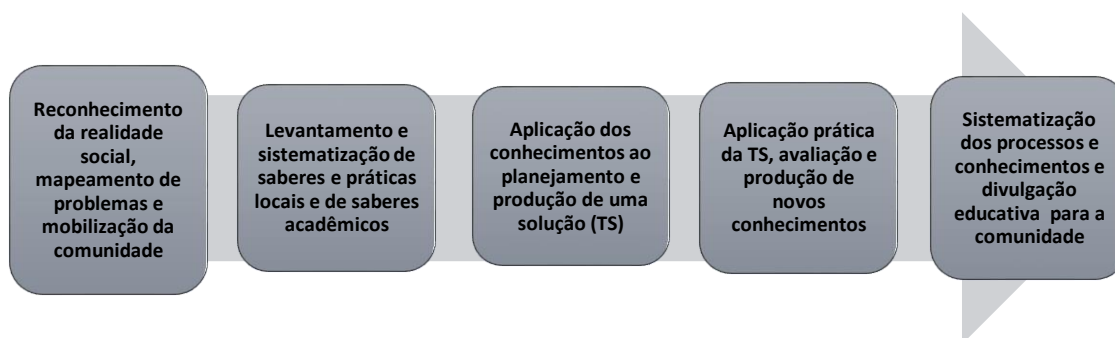 Reconhecimento
da realidade
social,
mapeamento de
problemas e
mobilização da
comunidade
Levantamento e
sistematização de
saberes e práticas
locais e de saberes
acadêmicos
Aplicação dos
conhecimentos ao
planejamento e
produção de uma
solução (TS)
Aplicação prática
da TS, avaliação e
produção de
novos
conhecimentos
Sistematização
dos processos e
conhecimentos e
divulgação
educativa para a
comunidade